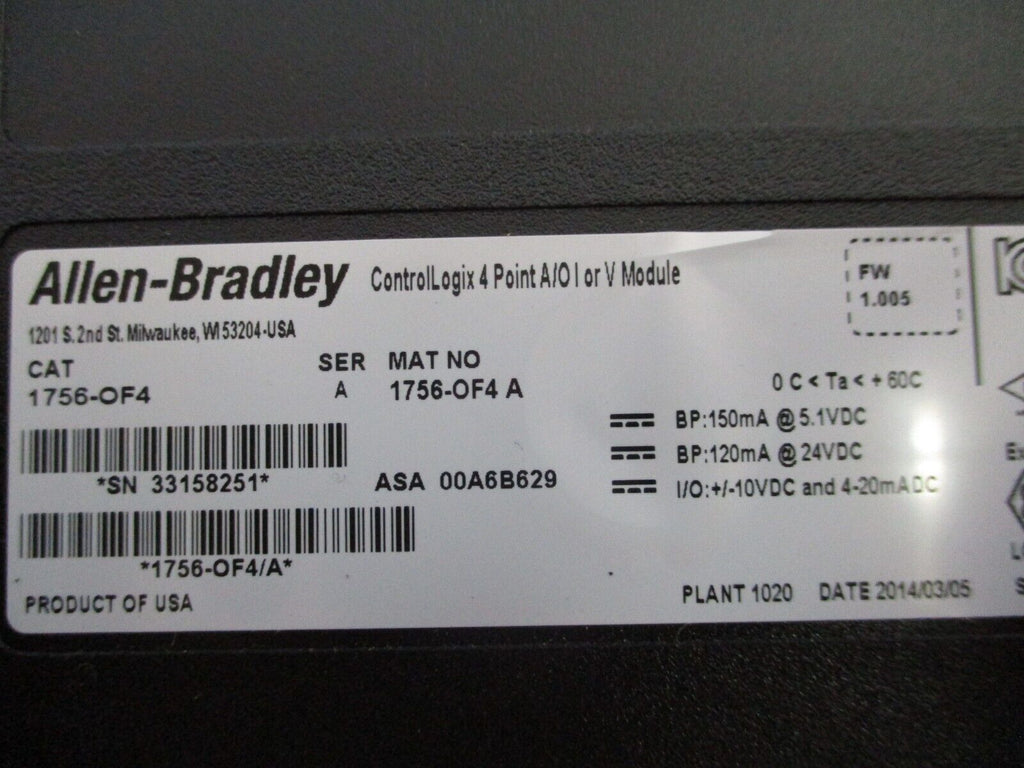 Allen-Bradley ControlLogix 4 Point A/O I or V Module
FW
1.005
1201 S. 2nd St. Milwaukee, WI 53204-USA
CAT SER MAT NO
1756-OF4 A 1756-OF4 A
0 C < Ta < + 60C
BP:150mA @ 5.1VDC
BP:120mA @ 24VDC
*SN 33158251* ASA 00A6B629
I/O:+/-10VDC and 4-20mA DC
*1756-OF4/A*
PRODUCT OF USA
PLANT 1020 DATE 2014/03/05